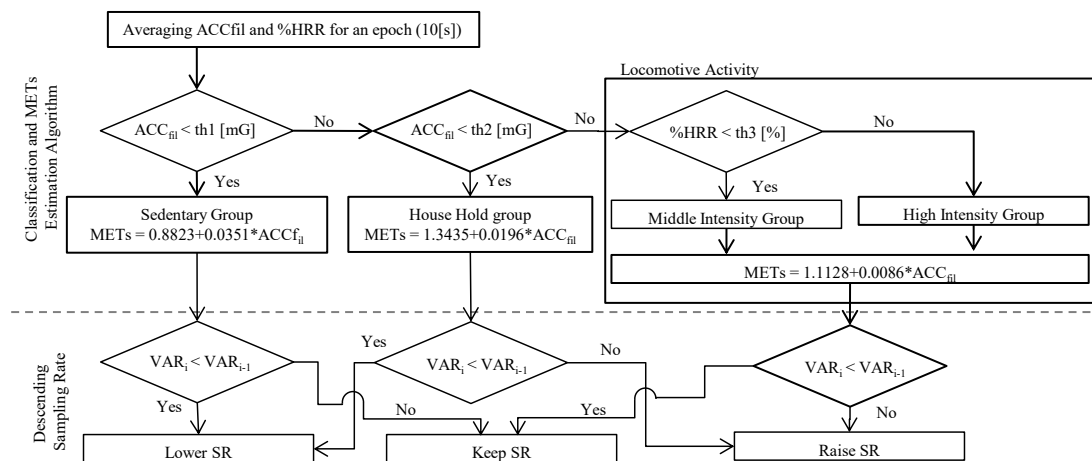 Averaging ACCfil and %HRR for an epoch (10[s])
Locomotive Activity
Classification and METs
Estimation Algorithm
ACCfil < th1 [mG]
No
ACCfil < th2 [mG]
No
%HRR < th3 [%]
No
Yes
Yes
Yes
Sedentary Group
METs = 0.8823+0.0351*ACCfil
House Hold group
METs = 1.3435+0.0196*ACCfil
Middle Intensity Group
High Intensity Group
METs = 1.1128+0.0086*ACCfil
Descending
Sampling Rate
VARi < VARi-1
Yes
VARi < VARi-1
No
VARi < VARi-1
Yes
No
Yes
No
Lower SR
Keep SR
Raise SR